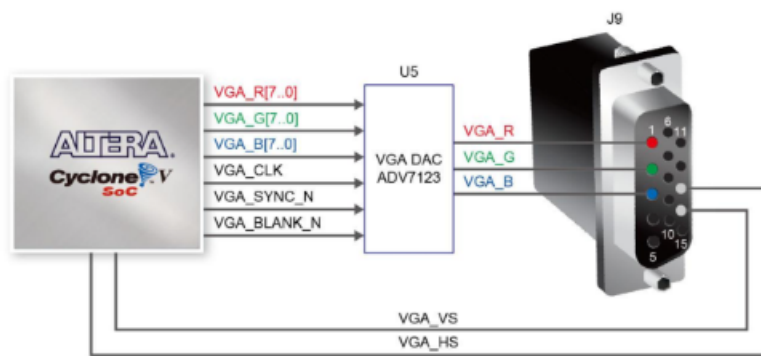 J9
U5
VGA_R[7..0]
VGA_G[7..0]
VGA_B[7..0]
VGA_CLK
VGA_SYNC_N
VGA_BLANK_N
ALTERA
Cyclone V
SoC
VGA DAC
ADV7123
VGA_R
VGA_G
VGA_B
1
6
11
5
10
15
VGA_VS
VGA_HS